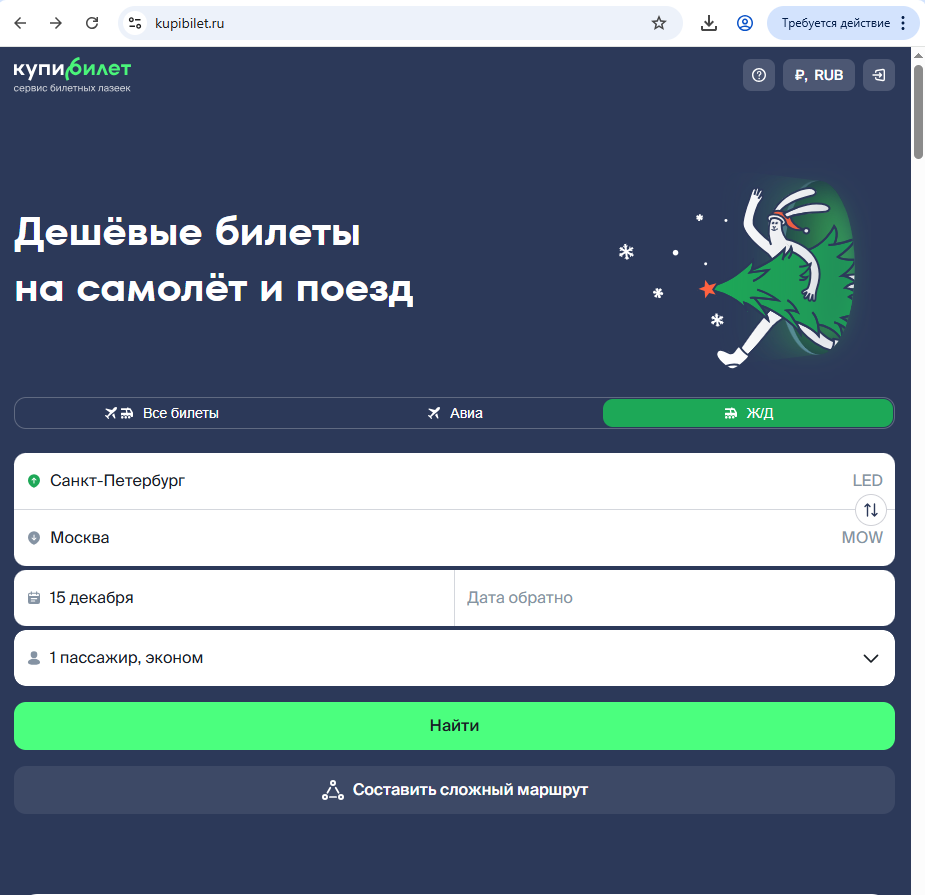 kupibilet.ru
Требуется действие
купибилет
сервис билетных лазеек
₽, RUB
Дешёвые билеты
на самолёт и поезд
Все билеты
Авиа
Ж/Д
Санкт-Петербург
LED
Москва
MOW
15 декабря
Дата обратно
1 пассажир, эконом
Найти
Составить сложный маршрут